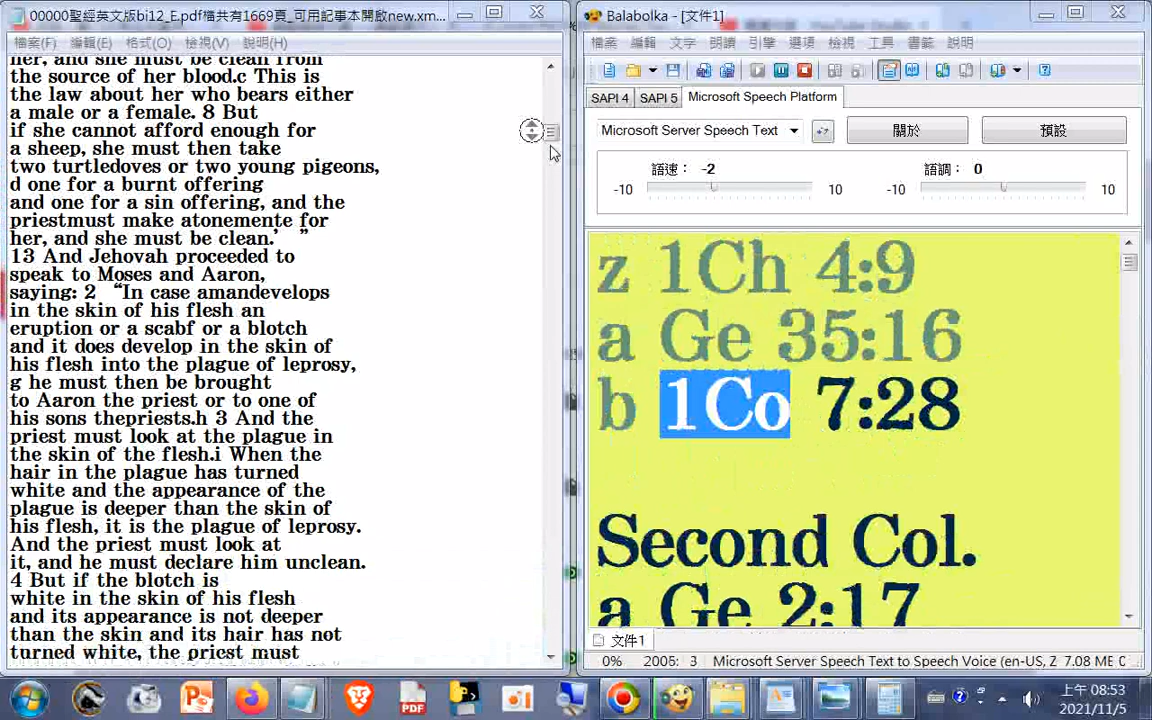 00000聖經英文版bi12_E.pdf檔共有1669頁_可用記事本開啟new.xm...
檔案(F) 編輯(E) 格式(O) 檢視(V) 說明(H)
her, and she must be clean from
the source of her blood.c This is
the law about her who bears either
a male or a female. 8 But
if she cannot afford enough for
a sheep, she must then take
two turtledoves or two young pigeons,
d one for a burnt offering
and one for a sin offering, and the
priestmust make atonemente for
her, and she must be clean.’ ”
13 And Jehovah proceeded to
speak to Moses and Aaron,
saying: 2 “In case amandevelops
in the skin of his flesh an
eruption or a scabf or a blotch
and it does develop in the skin of
his flesh into the plague of leprosy,
g he must then be brought
to Aaron the priest or to one of
his sons thepriests.h 3 And the
priest must look at the plague in
the skin of the flesh.i When the
hair in the plague has turned
white and the appearance of the
plague is deeper than the skin of
his flesh, it is the plague of leprosy.
And the priest must look at
it, and he must declare him unclean.
4 But if the blotch is
white in the skin of his flesh
and its appearance is not deeper
than the skin and its hair has not
turned white, the priest must
Balabolka - [文件1]
檔案 編輯 文字 朗讀 引擎 選項 檢視 工具 書籤 說明
SAPI 4 SAPI 5 Microsoft Speech Platform
Microsoft Server Speech Text 關於 預設
語速： -2 語調： 0
-10 10 -10 10
z 1Ch 4:9
a Ge 35:16
b 1Co 7:28
Second Col.
a Ge 2:17
文件1
0% 2005: 3 Microsoft Server Speech Text to Speech Voice (en-US, Z 7.08 ME C
PDF
上午 08:53
2021/11/5